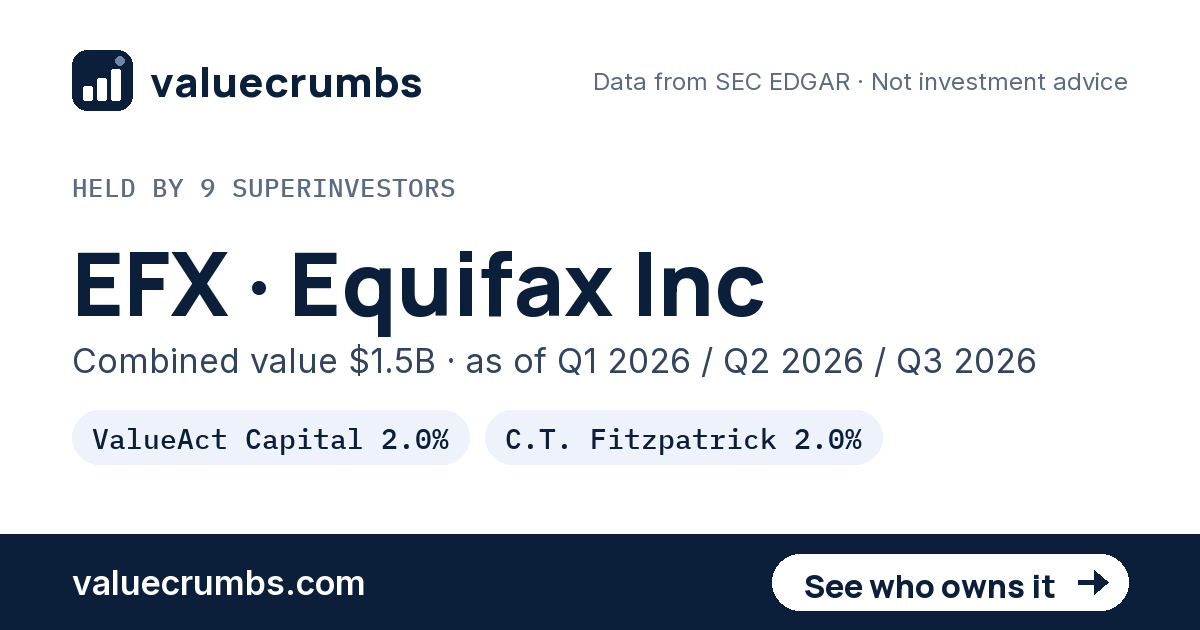 valuecrumbs
Data from SEC EDGAR · Not investment advice
HELD BY 9 SUPERINVESTORS
EFX · Equifax Inc
Combined value $1.5B · as of Q1 2026 / Q2 2026 / Q3 2026
ValueAct Capital 2.0%
C.T. Fitzpatrick 2.0%
valuecrumbs.com
See who owns it →